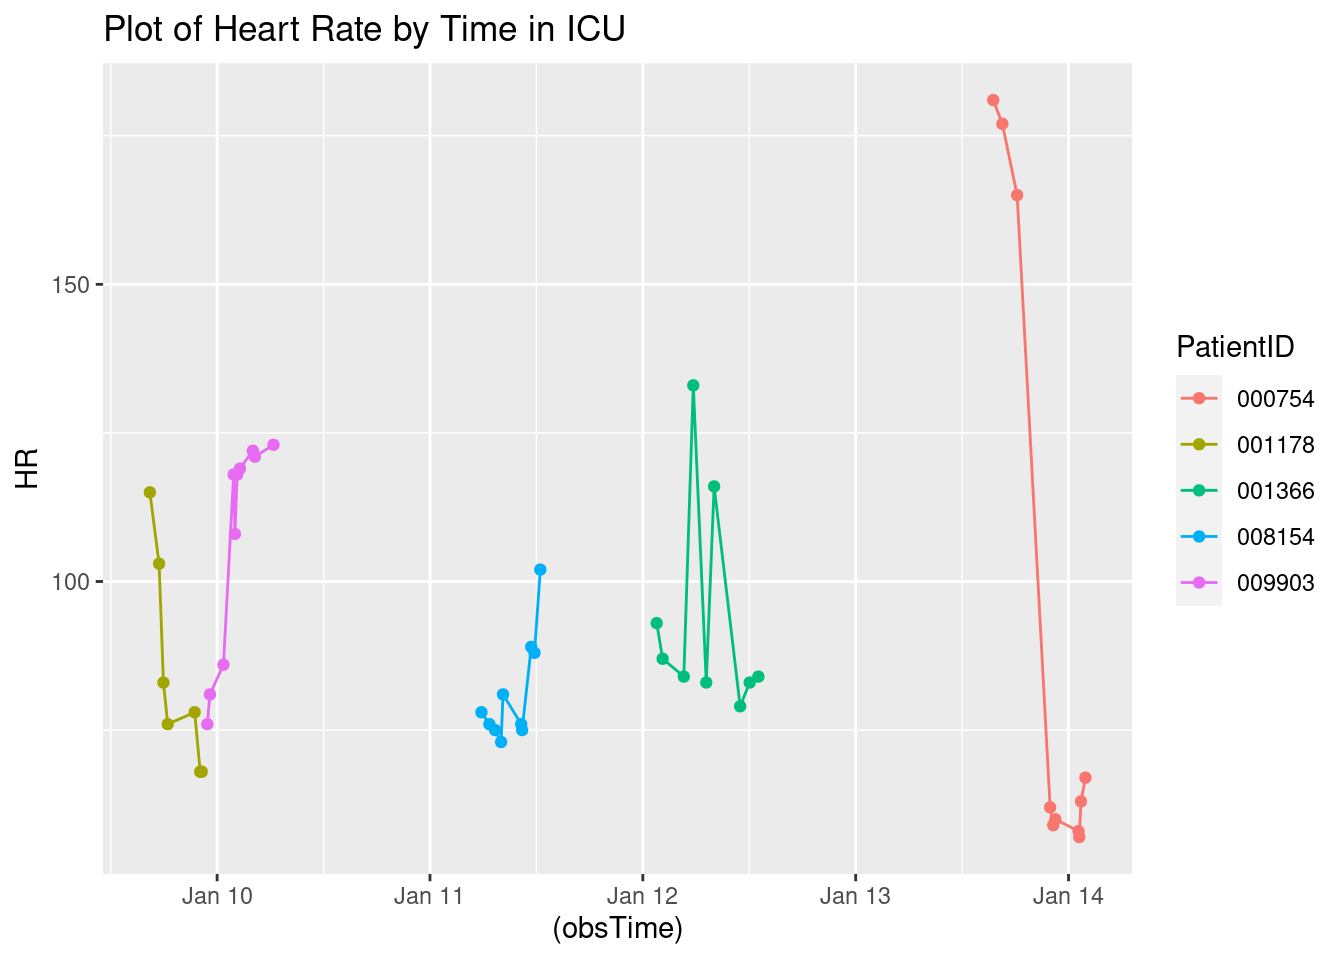 Plot of Heart Rate by Time in ICU
HR
150
100
Jan 10
Jan 11
Jan 12
Jan 13
Jan 14
(obsTime)
PatientID
000754
001178
001366
008154
009903